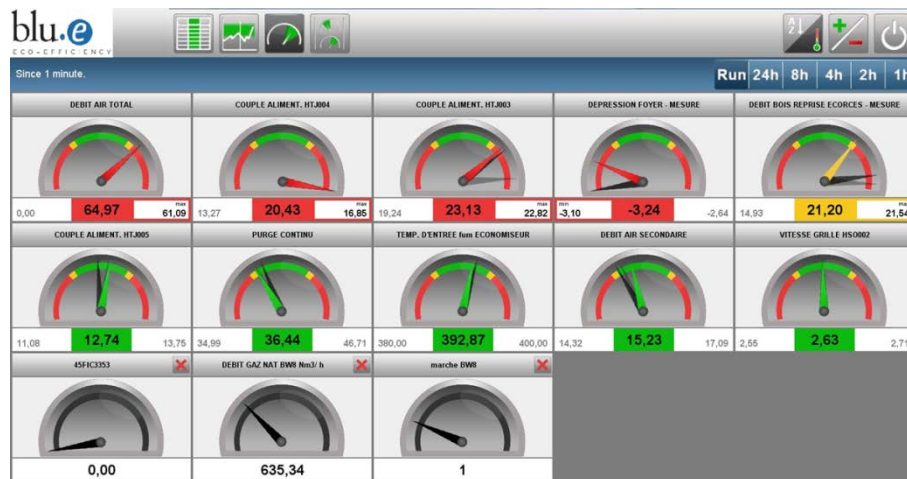 blu.e
ECO-EFFICIENCY
Since 1 minute.
Run 24h 8h 4h 2h 1h
DEBIT AIR TOTAL
0,00 64,97 max 61,09
COUPLE ALIMENT. HTJ004
13,27 20,43 max 16,85
COUPLE ALIMENT. HTJ003
19,24 23,13 max 22,82
DEPRESSION FOYER - MESURE
min -3,10 -3,24 -2,64
DEBIT BOIS REPRISE ECORCES - MESURE
14,93 21,20 max 21,54
COUPLE ALIMENT. HTJ005
11,08 12,74 13,75
PURGE CONTINU
34,99 36,44 46,71
TEMP. D'ENTREE fum ECONOMISEUR
380,00 392,87 400,00
DEBIT AIR SECONDAIRE
14,32 15,23 17,09
VITESSE GRILLE HSO002
2,55 2,63 2,71
45FIC3353
0,00
DEBIT GAZ NAT BW8 Nm3/ h
635,34
marche BW8
1